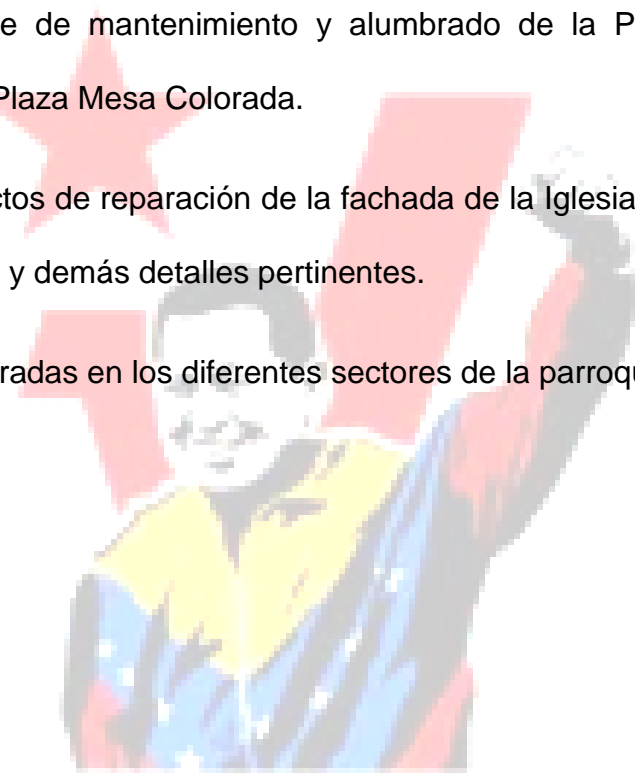 e de mantenimiento y alumbrado de la P
Plaza Mesa Colorada.
ctos de reparación de la fachada de la Iglesia
y demás detalles pertinentes.
radas en los diferentes sectores de la parroqu